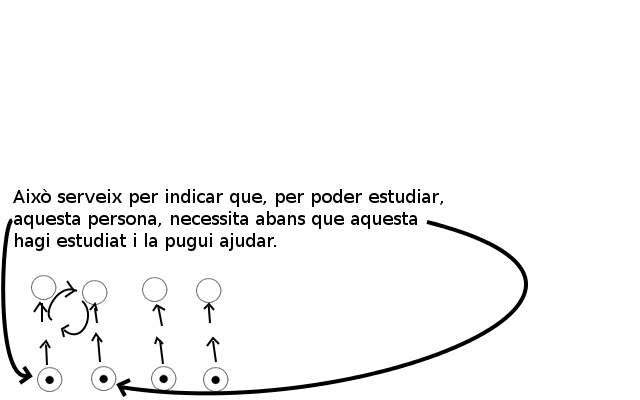 Això serveix per indicar que, per poder estudiar,
aquesta persona, necessita abans que aquesta
hagi estudiat i la pugui ajudar.